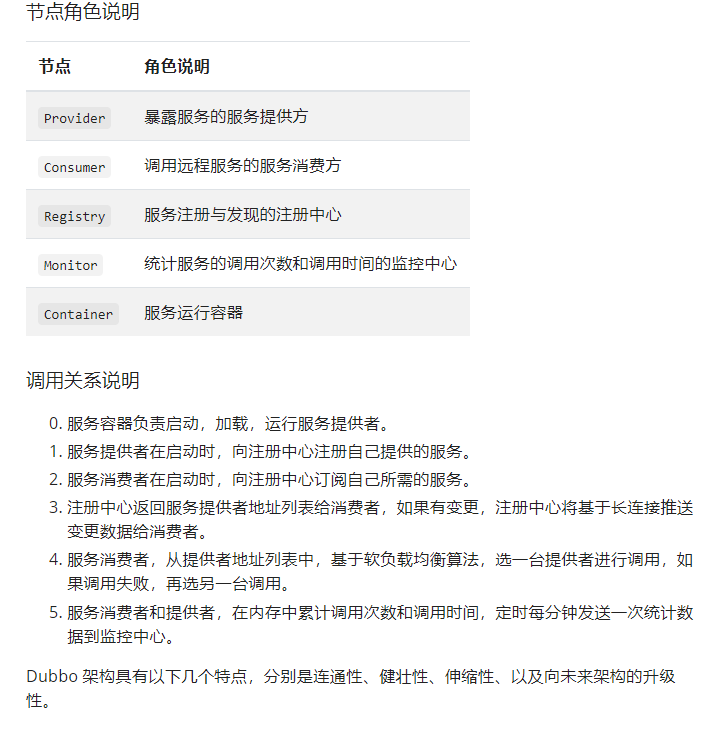 节点角色说明
节点 角色说明
Provider 暴露服务的服务提供方
Consumer 调用远程服务的服务消费方
Registry 服务注册与发现的注册中心
Monitor 统计服务的调用次数和调用时间的监控中心
Container 服务运行容器
调用关系说明
0. 服务容器负责启动，加载，运行服务提供者。
1. 服务提供者在启动时，向注册中心注册自己提供的服务。
2. 服务消费者在启动时，向注册中心订阅自己所需的服务。
3. 注册中心返回服务提供者地址列表给消费者，如果有变更，注册中心将基于长连接推送
变更数据给消费者。
4. 服务消费者，从提供者地址列表中，基于软负载均衡算法，选一台提供者进行调用，如
果调用失败，再选另一台调用。
5. 服务消费者和提供者，在内存中累计调用次数和调用时间，定时每分钟发送一次统计数
据到监控中心。
Dubbo 架构具有以下几个特点，分别是连通性、健壮性、伸缩性、以及向未来架构的升级
性。